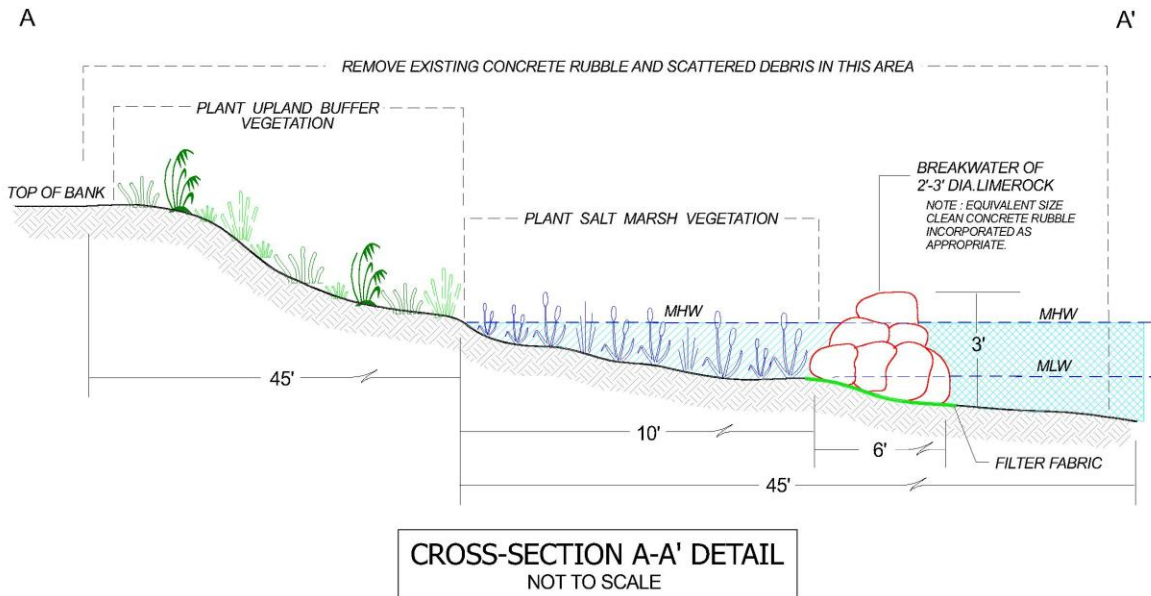 A
A'
REMOVE EXISTING CONCRETE RUBBLE AND SCATTERED DEBRIS IN THIS AREA
PLANT UPLAND BUFFER
VEGETATION
BREAKWATER OF
2'-3' DIA.LIMEROCK
NOTE : EQUIVALENT SIZE
CLEAN CONCRETE RUBBLE
INCORPORATED AS
APPROPRIATE.
TOP OF BANK
PLANT SALT MARSH VEGETATION
MHW
MHW
3'
MLW
45'
10'
6'
FILTER FABRIC
45'
CROSS-SECTION A-A' DETAIL
NOT TO SCALE